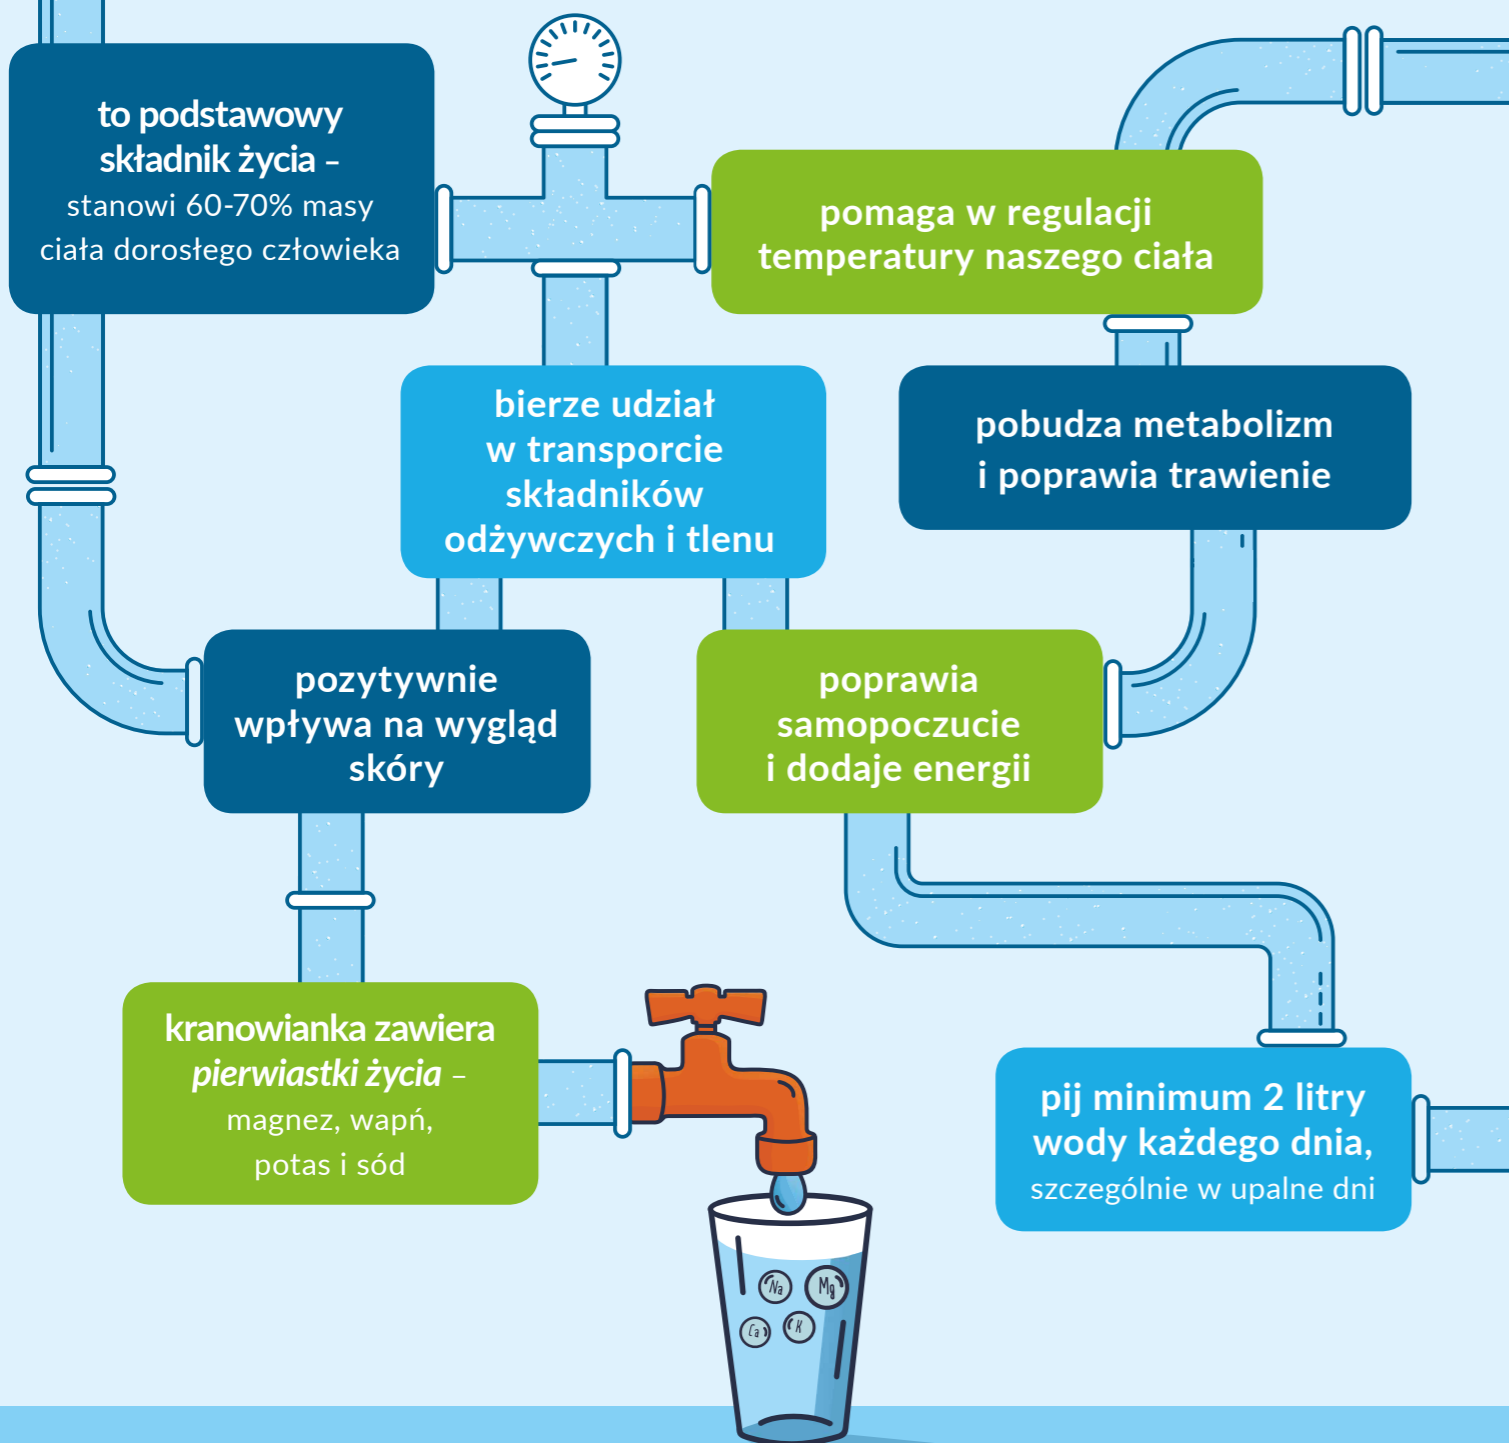 to podstawowy
składnik życia –
stanowi 60-70% masy
ciała dorosłego człowieka
pomaga w regulacji
temperatury naszego ciała
bierze udział
w transporcie
składników
odżywczych i tlenu
pobudza metabolizm
i poprawia trawienie
pozytywnie
wpływa na wygląd
skóry
poprawia
samopoczucie
i dodaje energii
kranowianka zawiera
pierwiastki życia –
magnez, wapń,
potas i sód
pij minimum 2 litry
wody każdego dnia,
szczególnie w upalne dni
Na
Mg
Ca
K